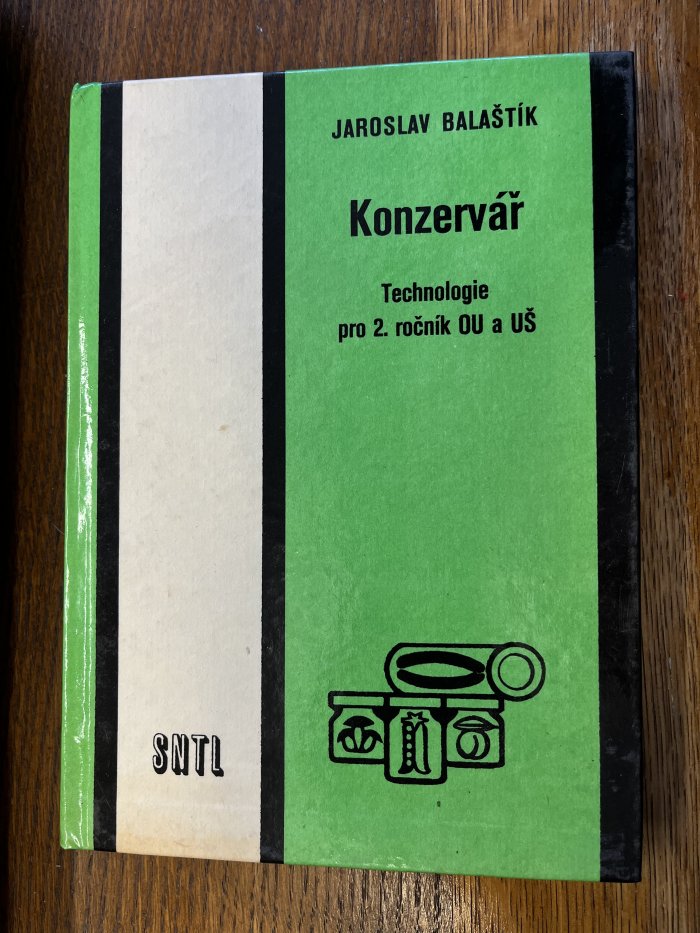 JAROSLAV BALAŠTÍK
Konzervář
Technologie
pro 2. ročník OU a UŠ
SNTL